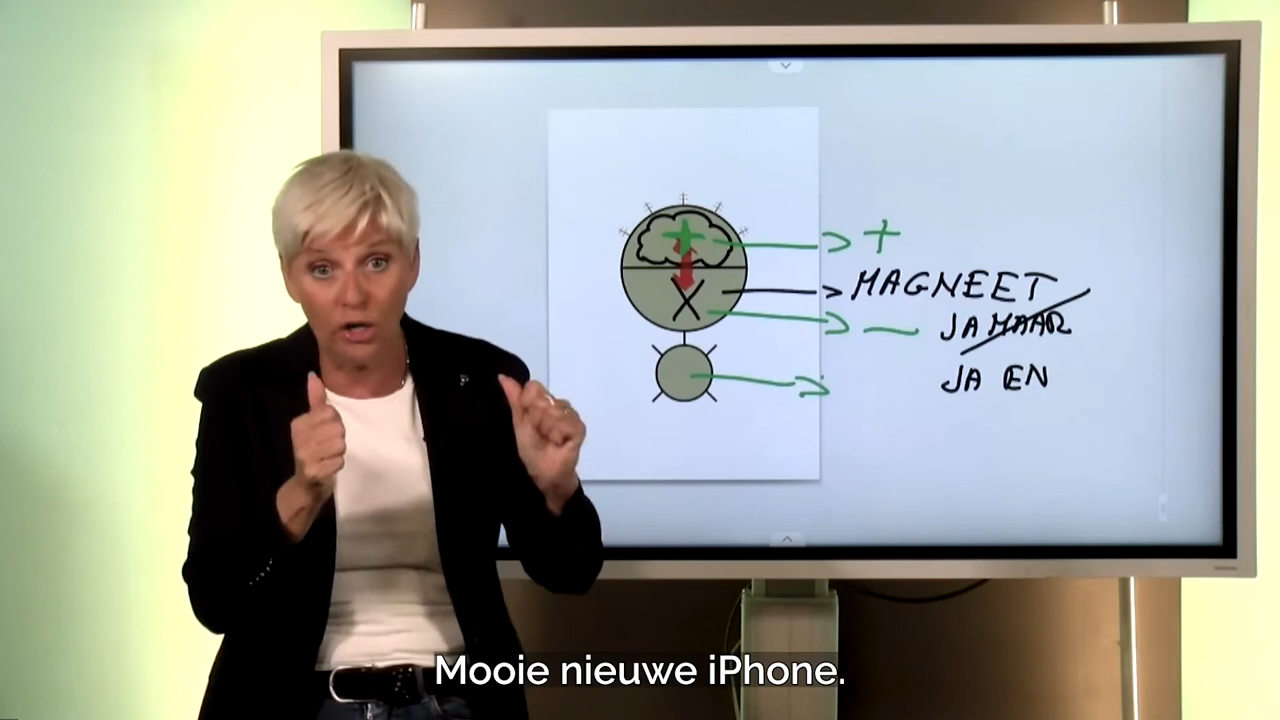 +
+
MAGNEET
X
— JA MAAR
JA EN
Mooie nieuwe iPhone.